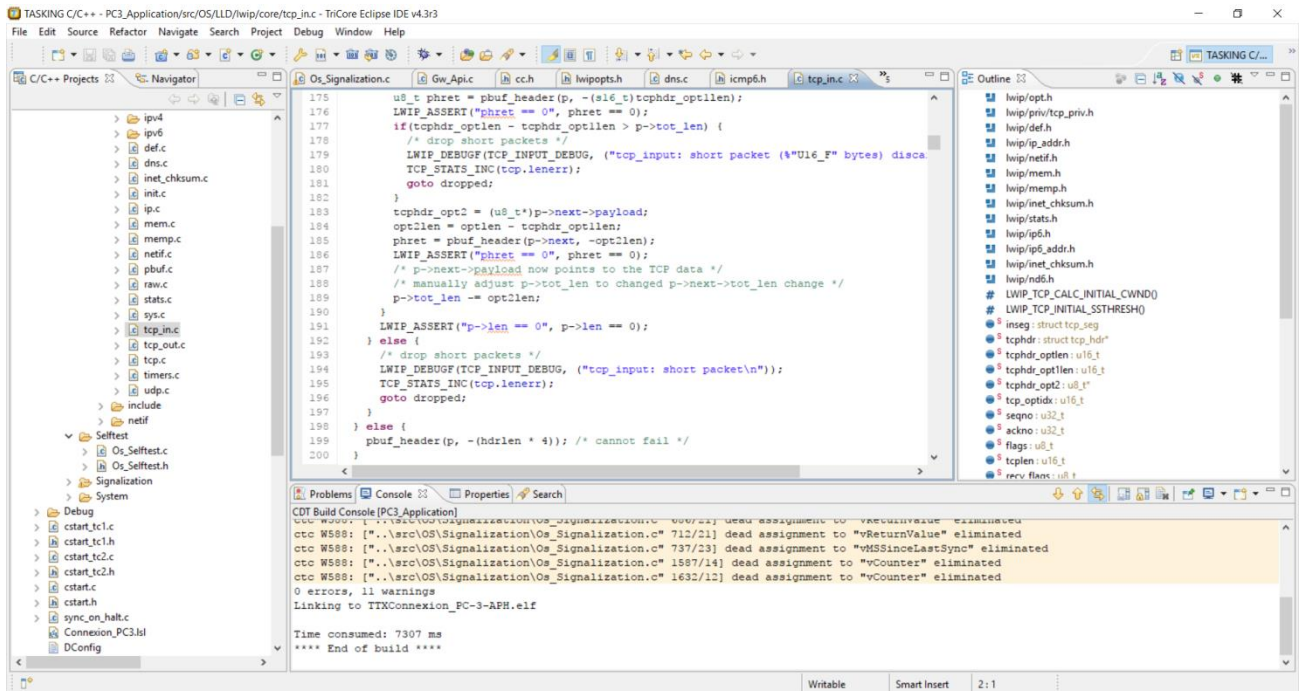 TASKING C/C++ - PC3_Application/src/OS/LLD/lwip/core/tcp_in.c - TriCore Eclipse IDE v4.3r3
File Edit Source Refactor Navigate Search Project Debug Window Help
TASKING C/...
C/C++ Projects
Navigator
ipv4
ipv6
def.c
dns.c
inet_chksum.c
init.c
ip.c
mem.c
memp.c
netif.c
pbuf.c
raw.c
stats.c
sys.c
tcp_in.c
tcp_out.c
tcp.c
timers.c
udp.c
include
netif
Selftest
Os_Selftest.c
Os_Selftest.h
Signalization
System
Debug
cstart_tc1.c
cstart_tc1.h
cstart_tc2.c
cstart_tc2.h
cstart.c
cstart.h
sync_on_halt.c
Connexion_PC3.lsl
DConfig
Os_Signalization.c Gw_Api.c cc.h lwipopts.h dns.c icmp6.h tcp_in.c »5
175 u8_t phret = pbuf_header(p, -(s16_t)tcphdr_opt1len);
176 LWIP_ASSERT("phret == 0", phret == 0);
177 if(tcphdr_optlen - tcphdr_opt1len > p->tot_len) {
178 /* drop short packets */
179 LWIP_DEBUGF(TCP_INPUT_DEBUG, ("tcp_input: short packet (%"U16_F" bytes) disca
180 TCP_STATS_INC(tcp.lenerr);
181 goto dropped;
182 }
183 tcphdr_opt2 = (u8_t*)p->next->payload;
184 opt2len = optlen - tcphdr_opt1len;
185 phret = pbuf_header(p->next, -opt2len);
186 LWIP_ASSERT("phret == 0", phret == 0);
187 /* p->next->payload now points to the TCP data */
188 /* manually adjust p->tot_len to changed p->next->tot_len change */
189 p->tot_len -= opt2len;
190 }
191 LWIP_ASSERT("p->len == 0", p->len == 0);
192 } else {
193 /* drop short packets */
194 LWIP_DEBUGF(TCP_INPUT_DEBUG, ("tcp_input: short packet\n"));
195 TCP_STATS_INC(tcp.lenerr);
196 goto dropped;
197 }
198 } else {
199 pbuf_header(p, -(hdrlen * 4)); /* cannot fail */
200 }
Outline
lwip/opt.h
lwip/priv/tcp_priv.h
lwip/def.h
lwip/ip_addr.h
lwip/netif.h
lwip/mem.h
lwip/memp.h
lwip/inet_chksum.h
lwip/stats.h
lwip/ip6.h
lwip/ip6_addr.h
lwip/inet_chksum.h
lwip/nd6.h
# LWIP_TCP_CALC_INITIAL_CWND()
# LWIP_TCP_INITIAL_SSTHRESH()
S inseg : struct tcp_seg
S tcphdr : struct tcp_hdr*
S tcphdr_optlen : u16_t
S tcphdr_opt1len : u16_t
S tcphdr_opt2 : u8_t*
S tcp_optidx : u16_t
S seqno : u32_t
S ackno : u32_t
S flags : u8_t
S tcplen : u16_t
S recv_flags : u8_t
Problems Console Properties Search
CDT Build Console [PC3_Application]
ctc W588: ["..\src\OS\Signalization\Os_Signalization.c" 686/21] dead assignment to "vReturnValue" eliminated
ctc W588: ["..\src\OS\Signalization\Os_Signalization.c" 712/21] dead assignment to "vReturnValue" eliminated
ctc W588: ["..\src\OS\Signalization\Os_Signalization.c" 737/23] dead assignment to "vMSSinceLastSync" eliminated
ctc W588: ["..\src\OS\Signalization\Os_Signalization.c" 1587/14] dead assignment to "vCounter" eliminated
ctc W588: ["..\src\OS\Signalization\Os_Signalization.c" 1632/12] dead assignment to "vCounter" eliminated
0 errors, 11 warnings
Linking to TTXConnexion_PC-3-APH.elf
Time consumed: 7307 ms
**** End of build ****
Writable Smart Insert 2 : 1